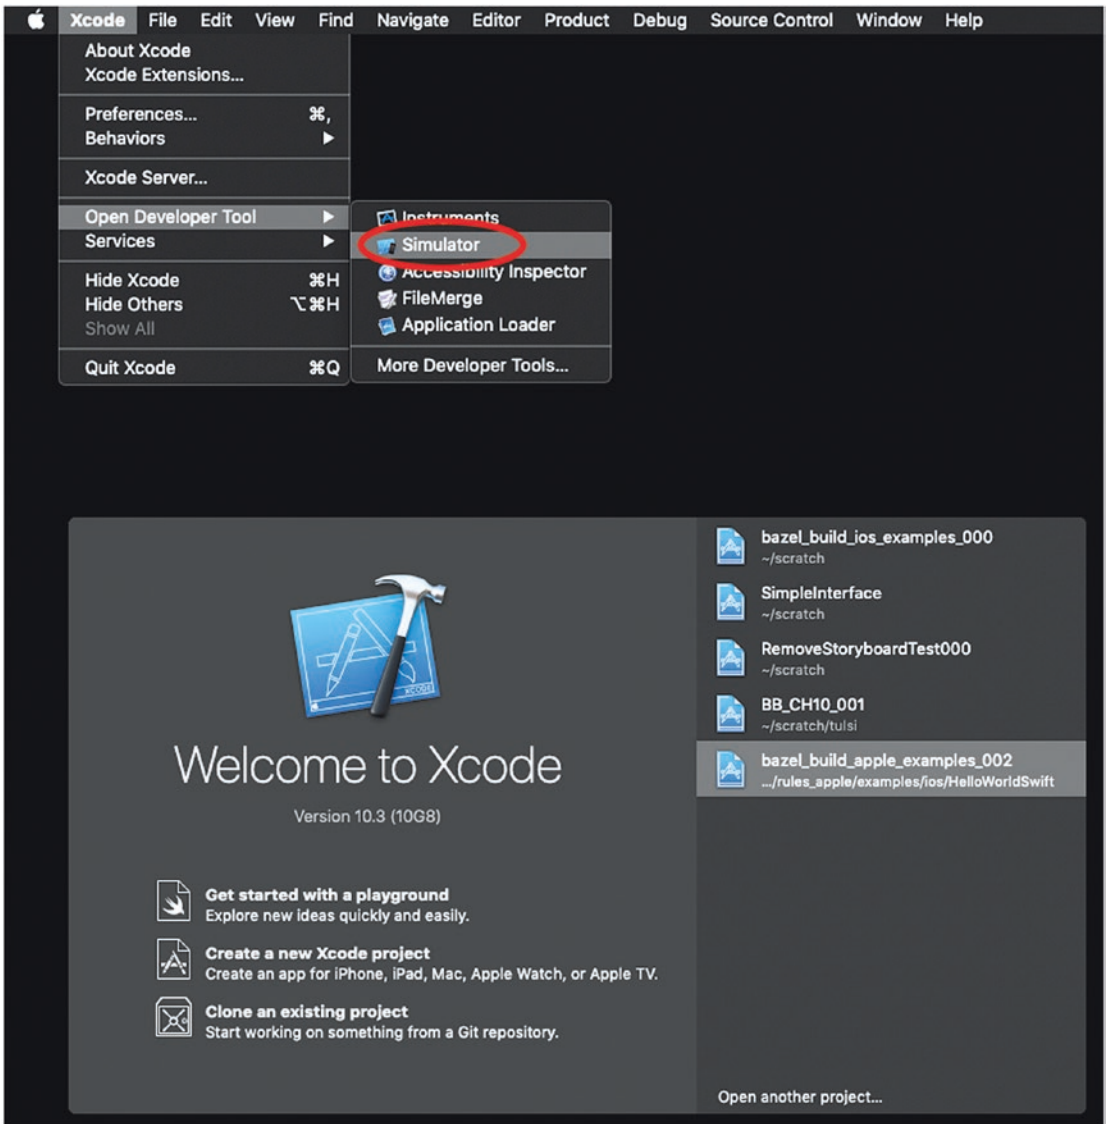 Xcode File Edit View Find Navigate Editor Product Debug Source Control Window Help
About Xcode
Xcode Extensions...
Preferences... ⌘,
Behaviors ▶
Xcode Server...
Open Developer Tool ▶
Services ▶
Hide Xcode ⌘H
Hide Others ⌥⌘H
Show All
Quit Xcode ⌘Q
Instruments
Simulator
Accessibility Inspector
FileMerge
Application Loader
More Developer Tools...
XCODE
Welcome to Xcode
Version 10.3 (10G8)
Get started with a playground
Explore new ideas quickly and easily.
Create a new Xcode project
Create an app for iPhone, iPad, Mac, Apple Watch, or Apple TV.
Clone an existing project
Start working on something from a Git repository.
bazel_build_ios_examples_000
~/scratch
SimpleInterface
~/scratch
RemoveStoryboardTest000
~/scratch
BB_CH10_001
~/scratch/tulsi
bazel_build_apple_examples_002
.../rules_apple/examples/ios/HelloWorldSwift
Open another project...